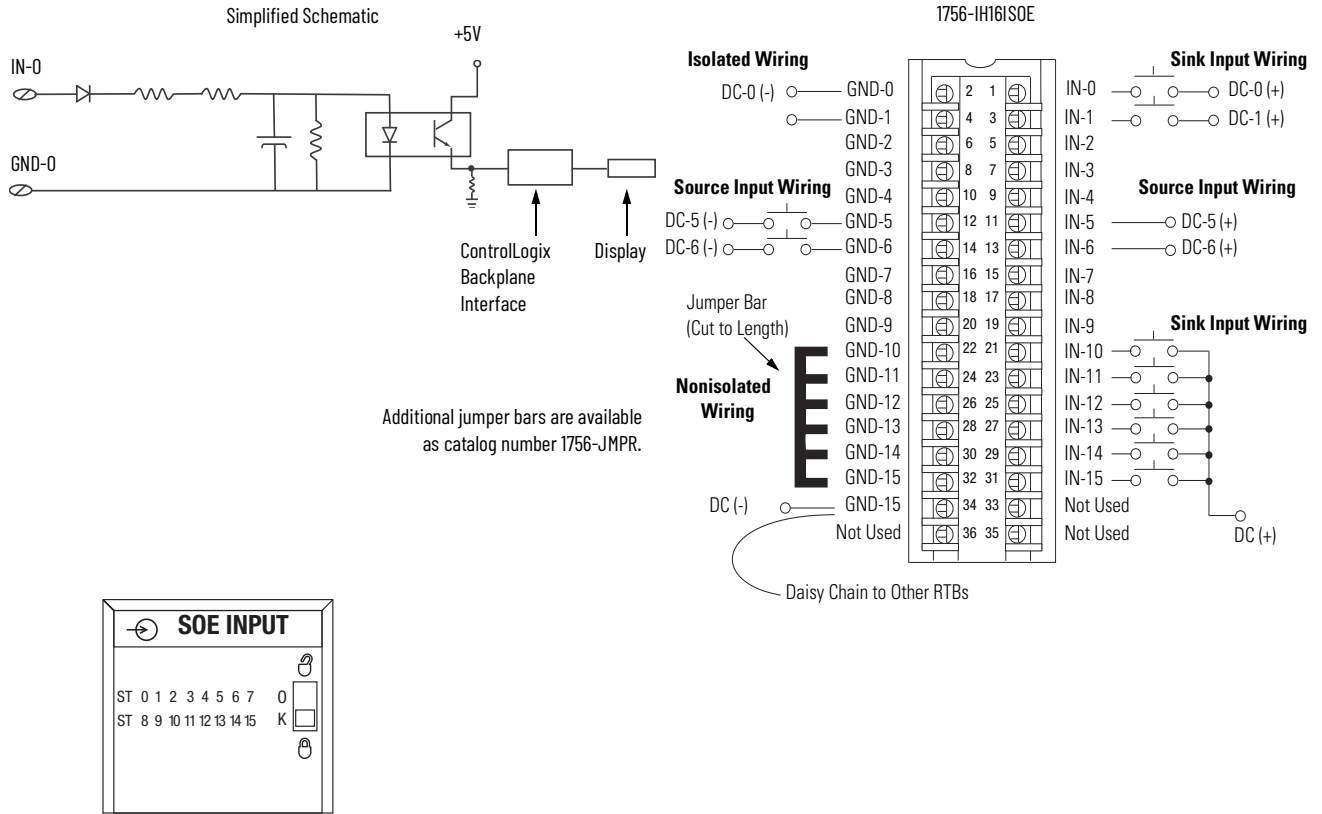 Simplified Schematic
+5V
IN-0
GND-0
ControlLogix
Backplane
Interface
Display
Additional jumper bars are available
as catalog number 1756-JMPR.
1756-IH16ISOE
Isolated Wiring
Sink Input Wiring
DC-0 (-) GND-0 2 1 IN-0 DC-0 (+)
GND-1 4 3 IN-1 DC-1 (+)
GND-2 6 5 IN-2
GND-3 8 7 IN-3
Source Input Wiring
Source Input Wiring
GND-4 10 9 IN-4
DC-5 (-) GND-5 12 11 IN-5 DC-5 (+)
DC-6 (-) GND-6 14 13 IN-6 DC-6 (+)
GND-7 16 15 IN-7
GND-8 18 17 IN-8
Jumper Bar
(Cut to Length)
GND-9 20 19 IN-9
Sink Input Wiring
GND-10 22 21 IN-10
GND-11 24 23 IN-11
Nonisolated
Wiring
GND-12 26 25 IN-12
GND-13 28 27 IN-13
GND-14 30 29 IN-14
GND-15 32 31 IN-15
DC (-) GND-15 34 33 Not Used
Not Used 36 35 Not Used
DC (+)
Daisy Chain to Other RTBs
SOE INPUT
ST 0 1 2 3 4 5 6 7 O
ST 8 9 10 11 12 13 14 15 K